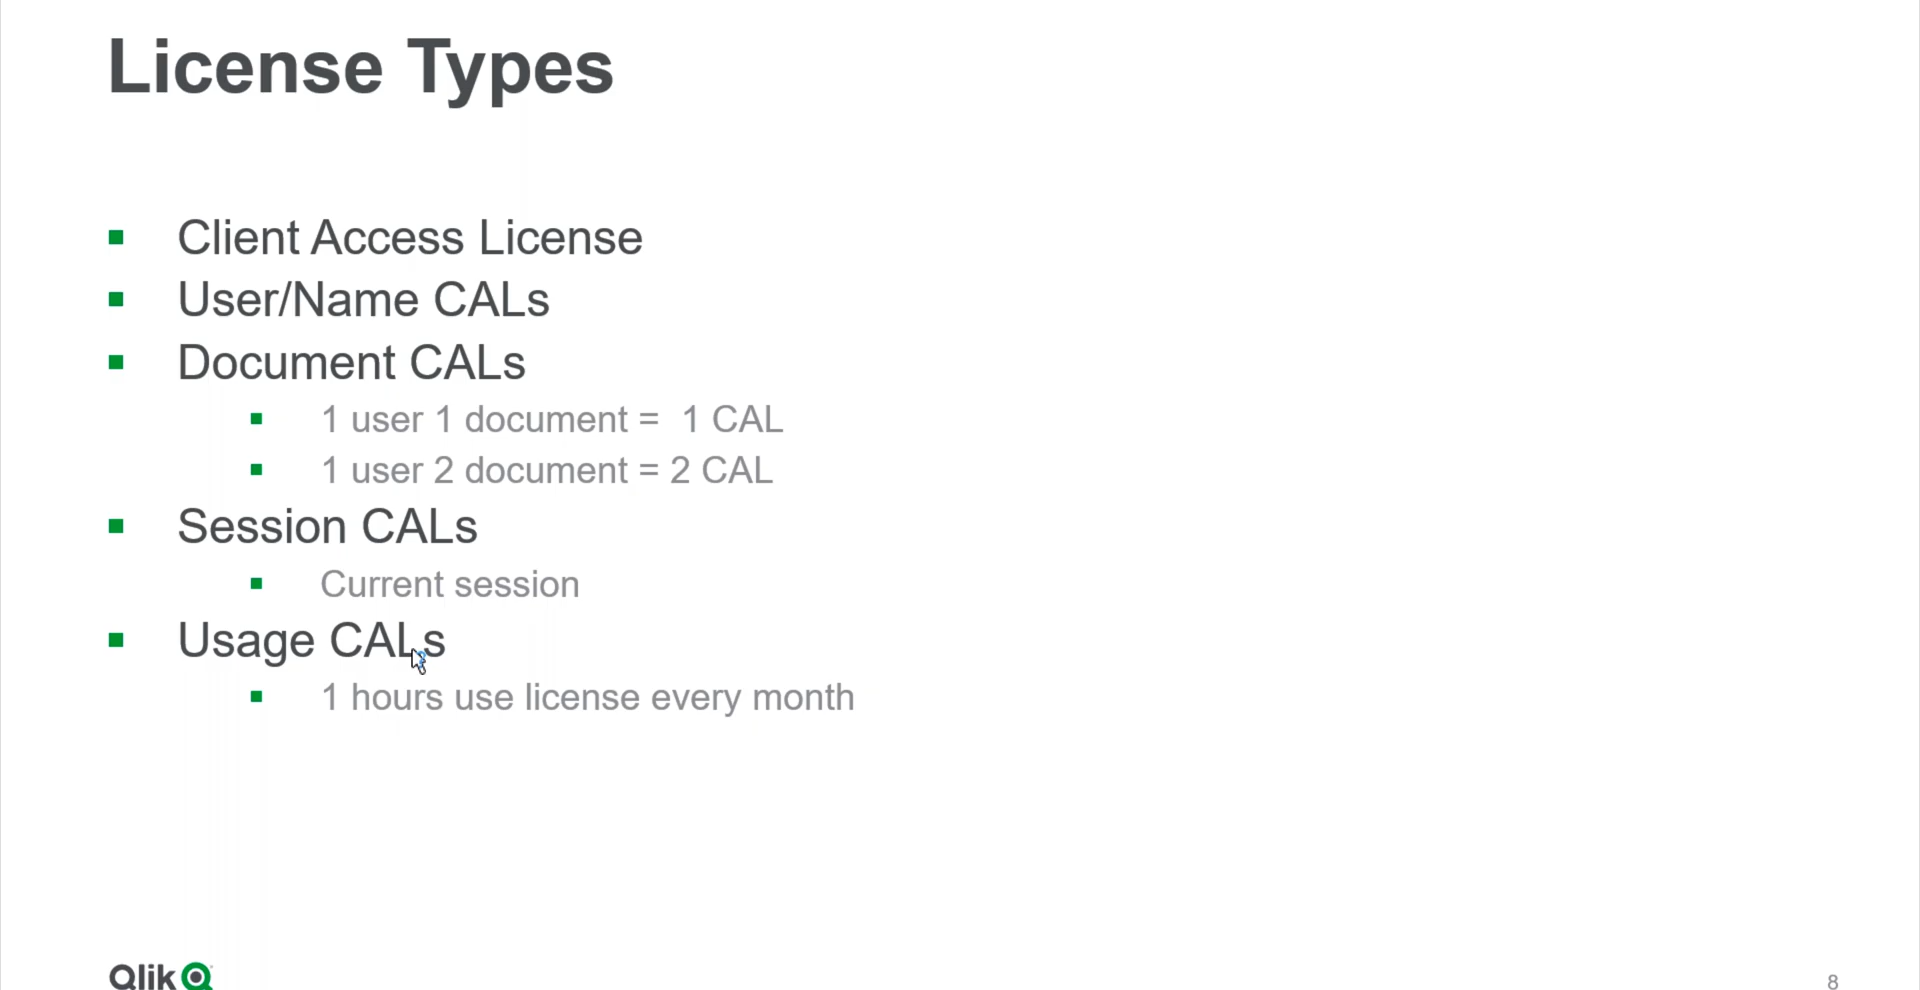 License Types
Client Access License
User/Name CALs
Document CALs
1 user 1 document =  1 CAL
1 user 2 document = 2 CAL
Session CALs
Current session
Usage CALs
1 hours use license every month
Qlik
8